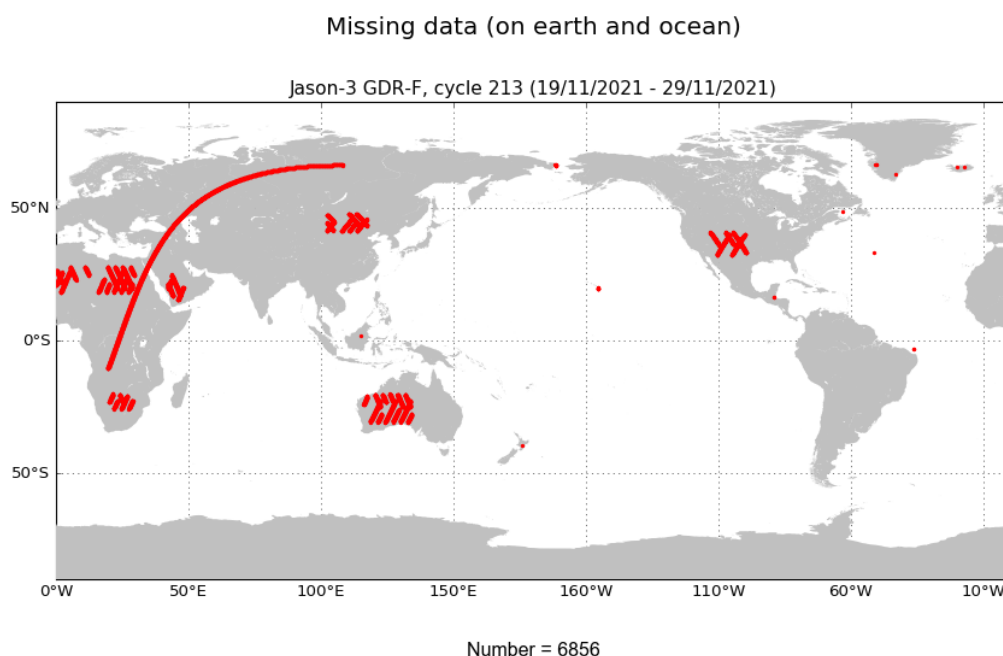 Missing data (on earth and ocean)
Jason-3 GDR-F, cycle 213 (19/11/2021 - 29/11/2021)
50°N
0°S
50°S
0°W
50°E
100°E
150°E
160°W
110°W
60°W
10°W
Number = 6856